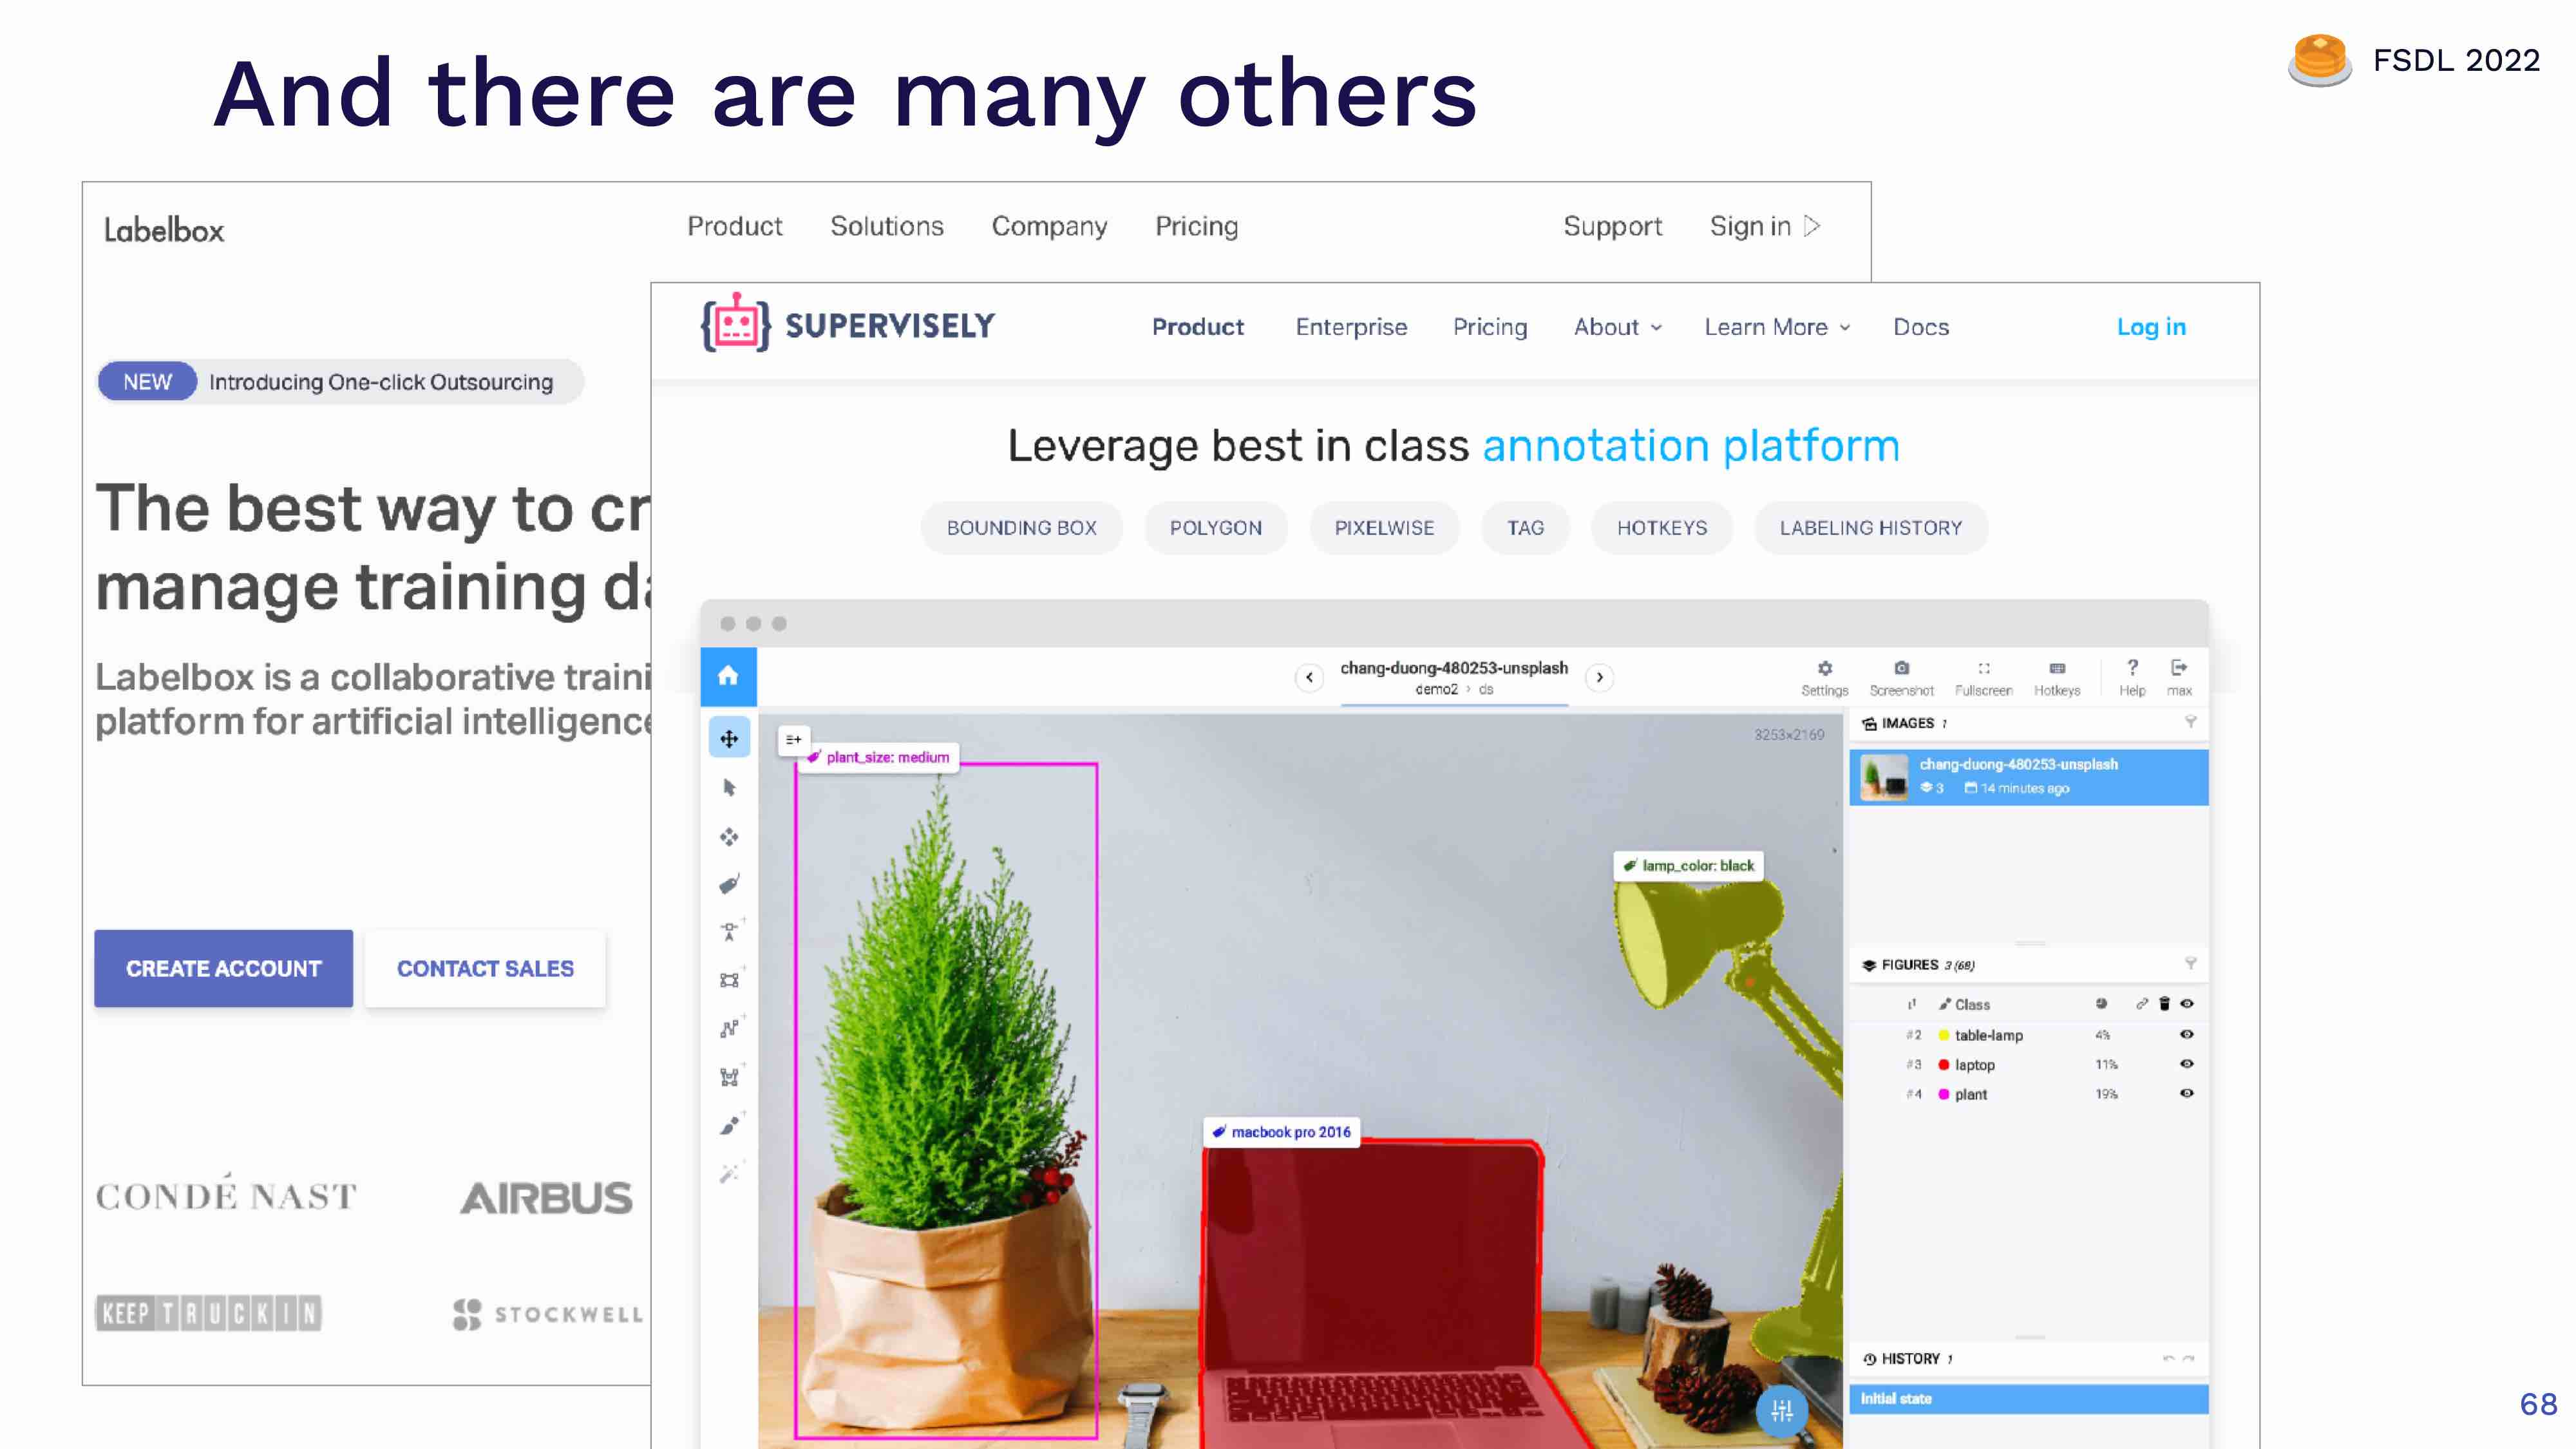 And there are many others
FSDL 2022
Labelbox
Product Solutions Company Pricing Support Sign in
NEW Introducing One-click Outsourcing
The best way to cr
manage training da
Labelbox is a collaborative traini
platform for artificial intelligence
CREATE ACCOUNT CONTACT SALES
CONDÉ NAST AIRBUS
KEEP TRUCKIN STOCKWELL
SUPERVISELY
Product Enterprise Pricing About Learn More Docs Log in
Leverage best in class annotation platform
BOUNDING BOX POLYGON PIXELWISE TAG HOTKEYS LABELING HISTORY
chang-duong-480253-unsplash
demo2 › ds
Settings Screenshot Fullscreen Hotkeys Help max
3253×2169
plant_size: medium
lamp_color: black
macbook pro 2016
IMAGES 1
chang-duong-480253-unsplash
3 14 minutes ago
FIGURES 3 (68)
Class
#2 table-lamp 4%
#3 laptop 11%
#4 plant 19%
HISTORY 1
Initial state
68